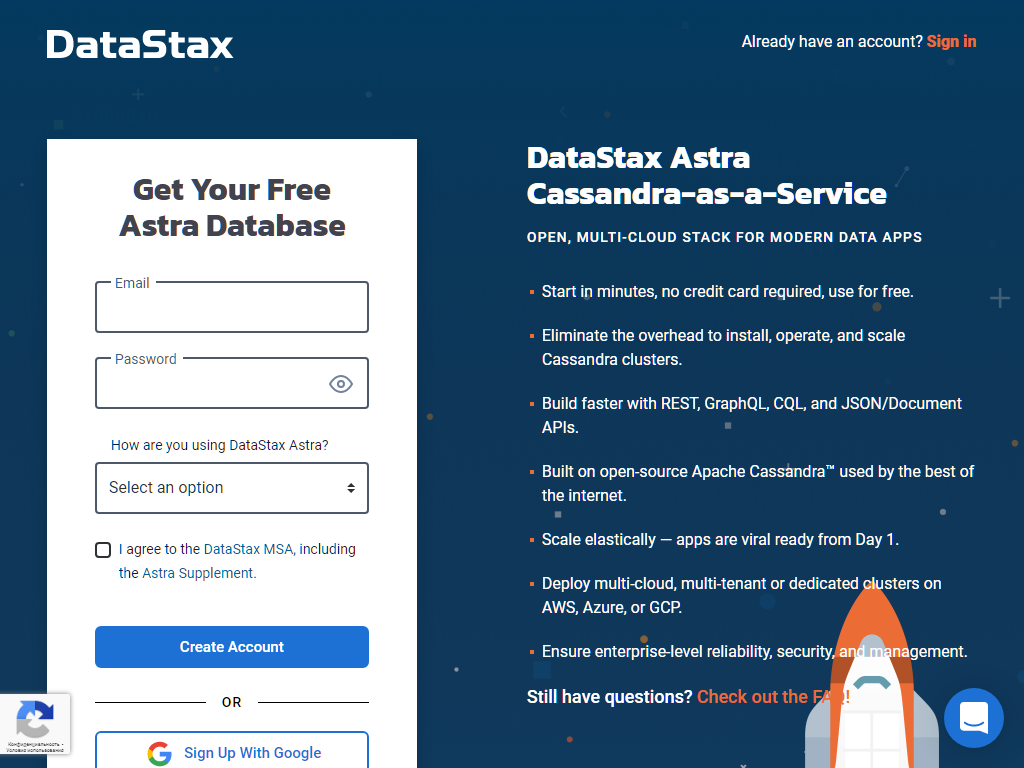 DataStax
Already have an account? Sign in
Get Your Free
Astra Database
Email
Password
How are you using DataStax Astra?
Select an option
I agree to the DataStax MSA, including
the Astra Supplement.
Create Account
OR
Sign Up With Google
DataStax Astra
Cassandra-as-a-Service
OPEN, MULTI-CLOUD STACK FOR MODERN DATA APPS
Start in minutes, no credit card required, use for free.
Eliminate the overhead to install, operate, and scale
Cassandra clusters.
Build faster with REST, GraphQL, CQL, and JSON/Document
APIs.
Built on open-source Apache Cassandra™ used by the best of
the internet.
Scale elastically — apps are viral ready from Day 1.
Deploy multi-cloud, multi-tenant or dedicated clusters on
AWS, Azure, or GCP.
Ensure enterprise-level reliability, security, and management.
Still have questions? Check out the FAQ!
Конфиденциальность -
Условия использования